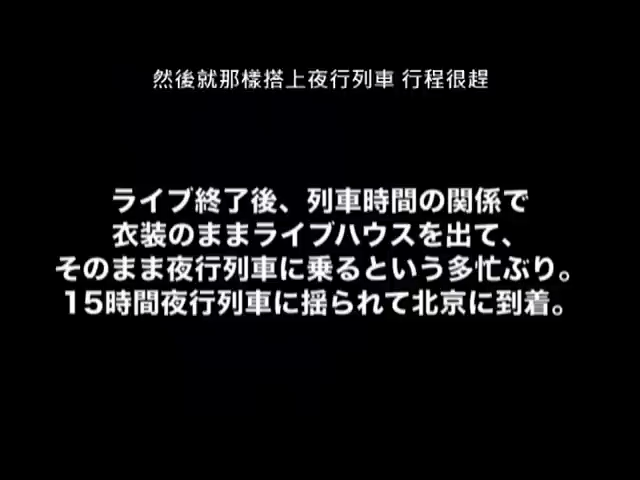 然後就那樣搭上夜行列車 行程很趕
ライブ終了後、列車時間の関係で
衣装のままライブハウスを出て、
そのまま夜行列車に乗るという多忙ぶり。
15時間夜行列車に揺られて北京に到着。